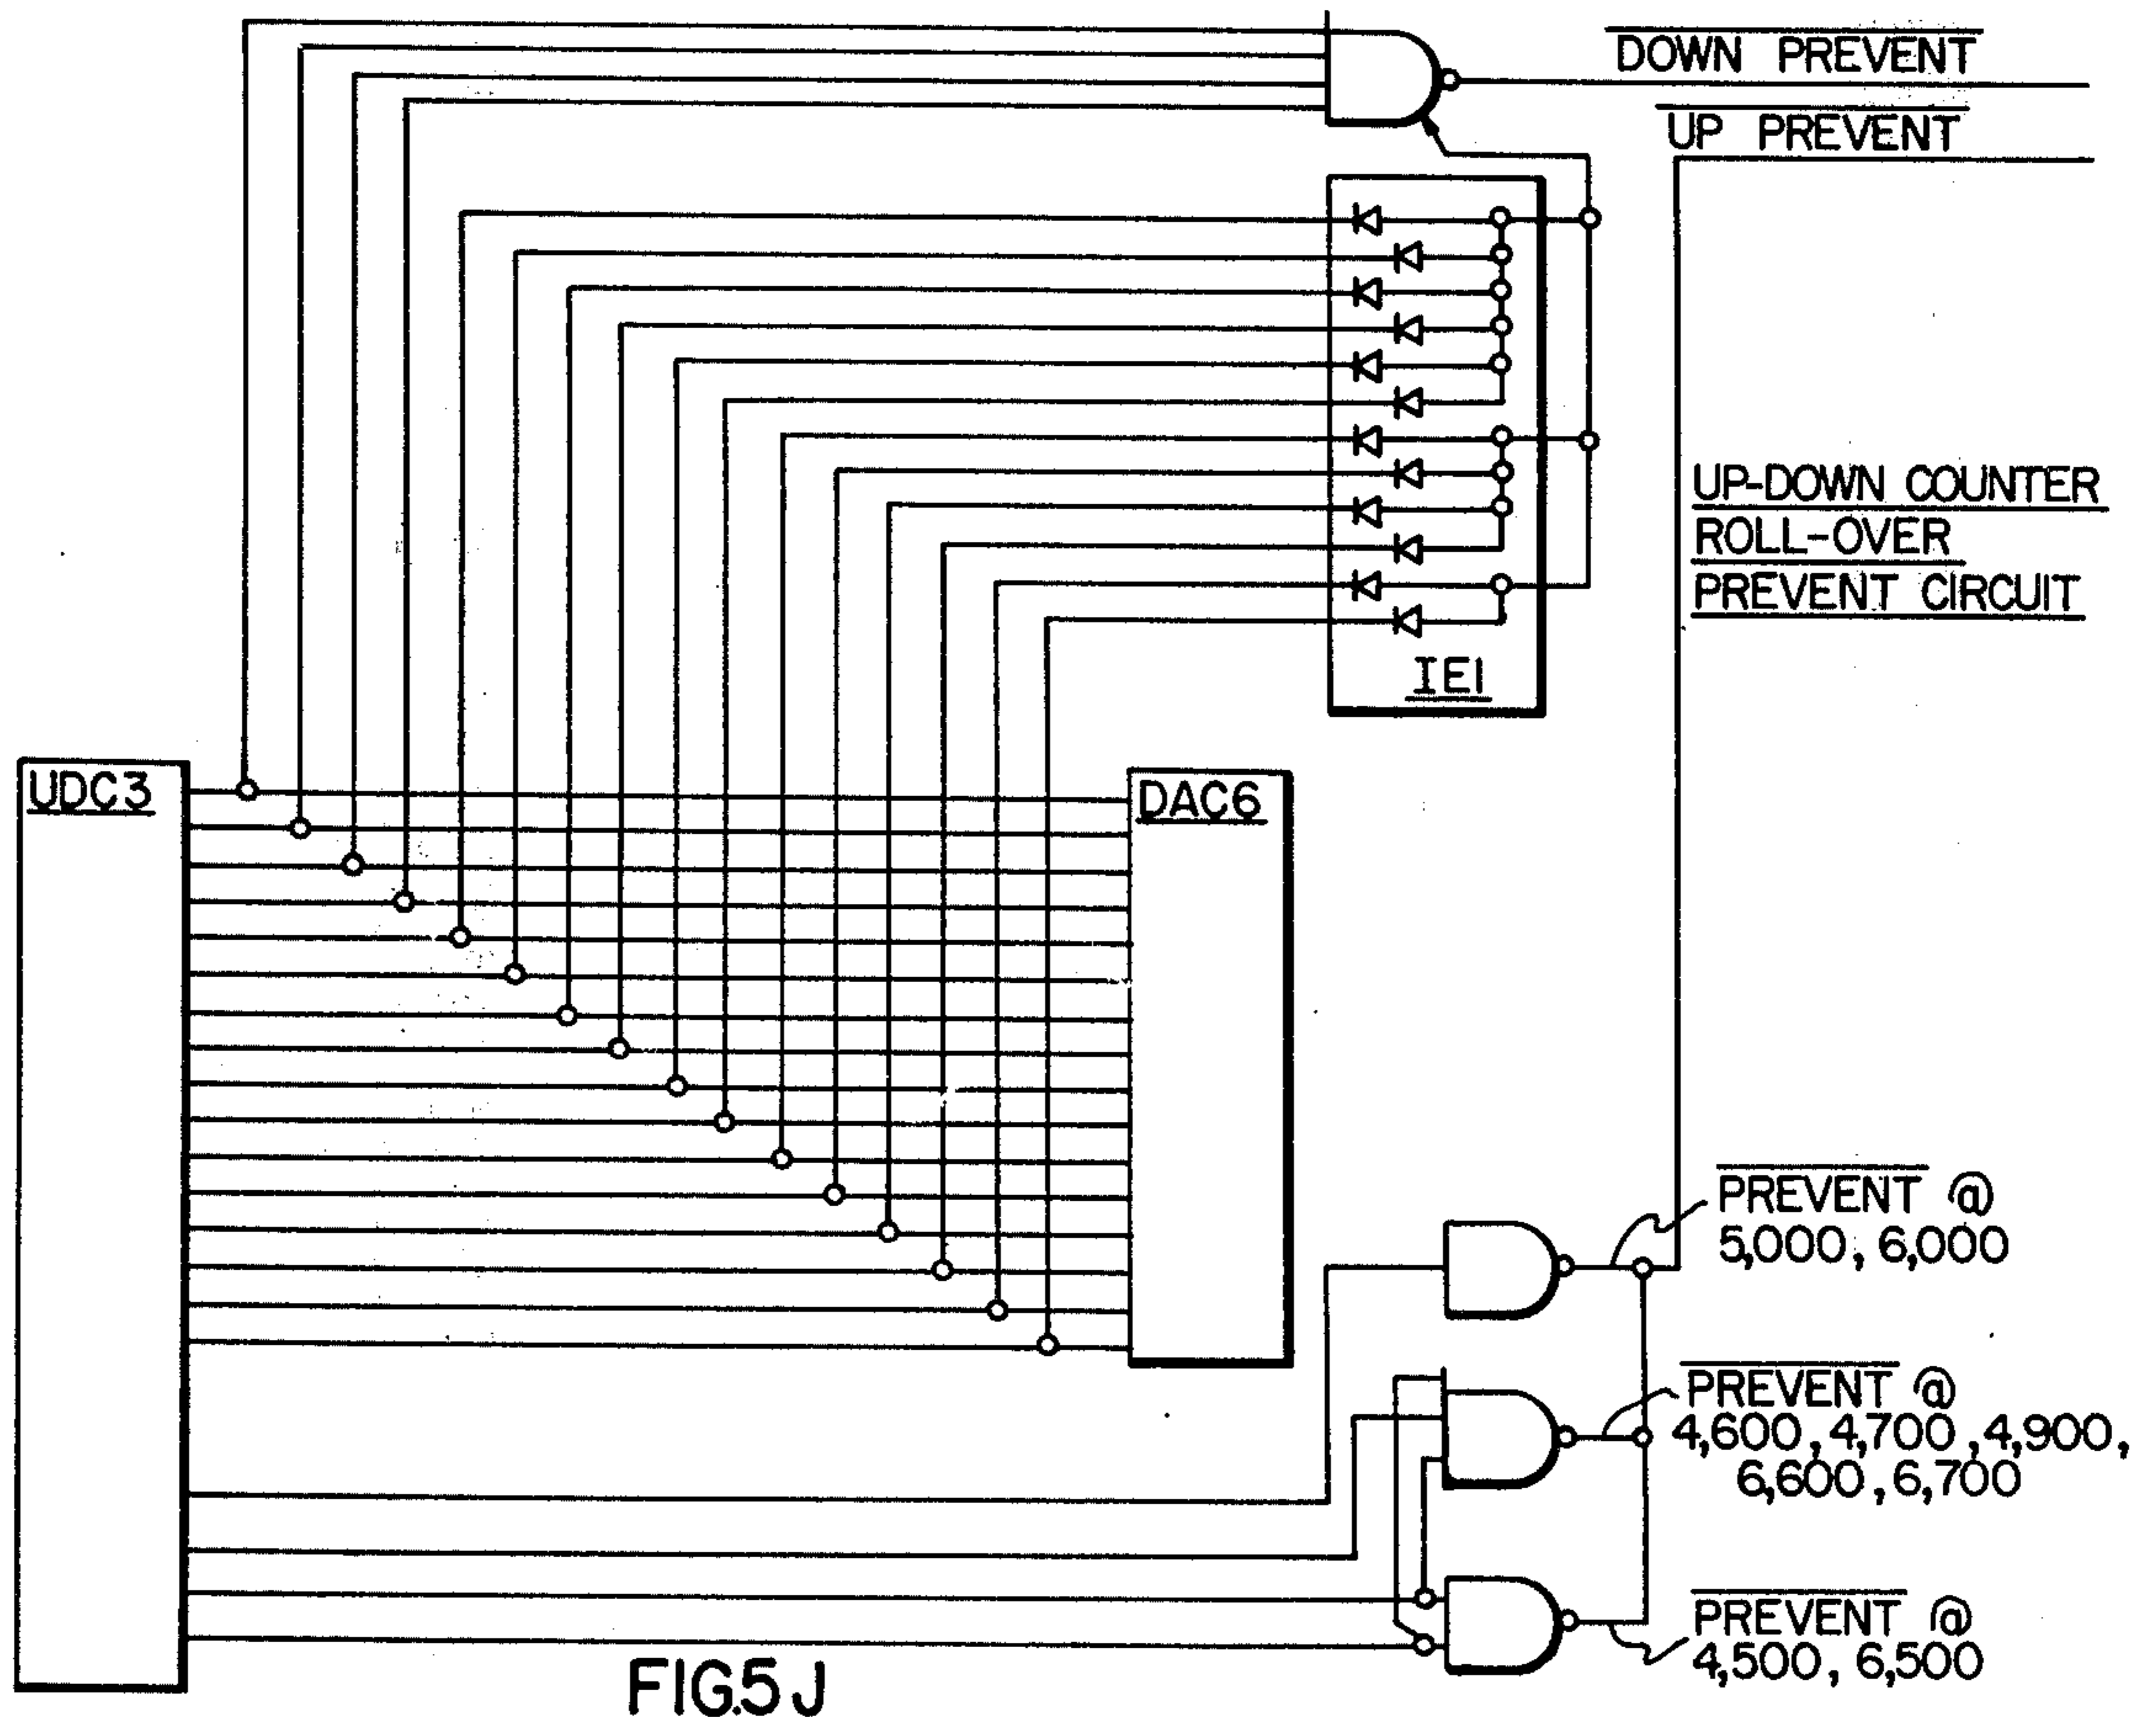 DOWN PREVENT
UP PREVENT
UP-DOWN COUNTER
ROLL-OVER
PREVENT CIRCUIT
IE1
UDC3
DAC6
PREVENT @
5,000, 6,000
PREVENT @
4,600, 4,700, 4,900,
6,600, 6,700
PREVENT @
4,500, 6,500
FIG.5J